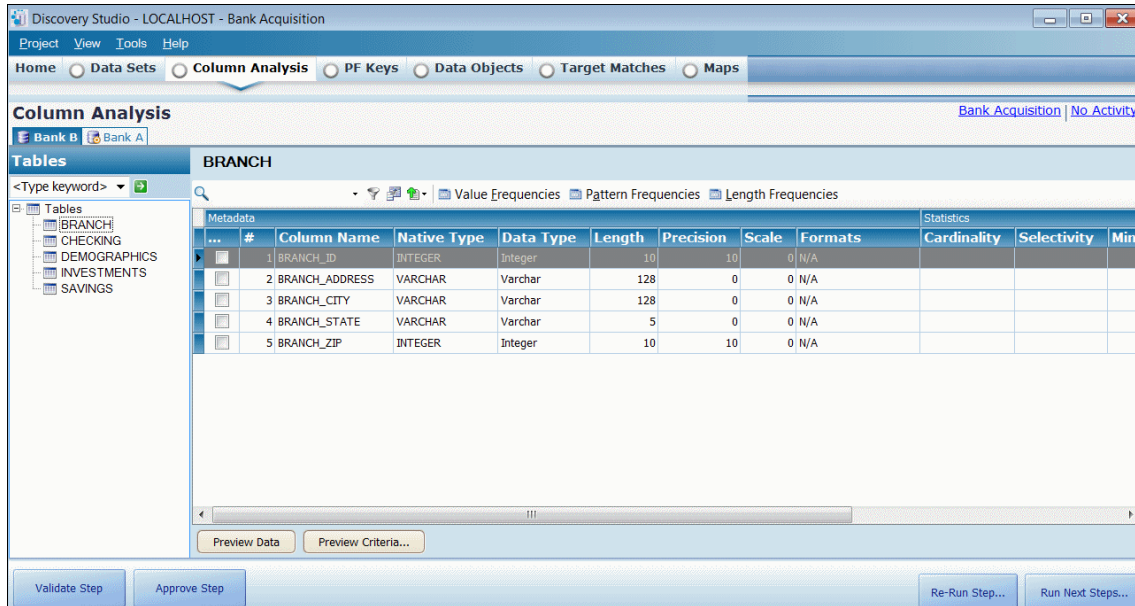 Discovery Studio - LOCALHOST - Bank Acquisition
Project View Tools Help
Home Data Sets Column Analysis PF Keys Data Objects Target Matches Maps
Column Analysis
Bank Acquisition | No Activity
Bank B Bank A
Tables
BRANCH
<Type keyword>
Value Frequencies Pattern Frequencies Length Frequencies
Tables
BRANCH
CHECKING
DEMOGRAPHICS
INVESTMENTS
SAVINGS
Metadata Statistics
... # Column Name Native Type Data Type Length Precision Scale Formats Cardinality Selectivity Min
1 BRANCH_ID INTEGER Integer 10 10 0 N/A
2 BRANCH_ADDRESS VARCHAR Varchar 128 0 0 N/A
3 BRANCH_CITY VARCHAR Varchar 128 0 0 N/A
4 BRANCH_STATE VARCHAR Varchar 5 0 0 N/A
5 BRANCH_ZIP INTEGER Integer 10 10 0 N/A
Preview Data Preview Criteria...
Validate Step Approve Step Re-Run Step... Run Next Steps...